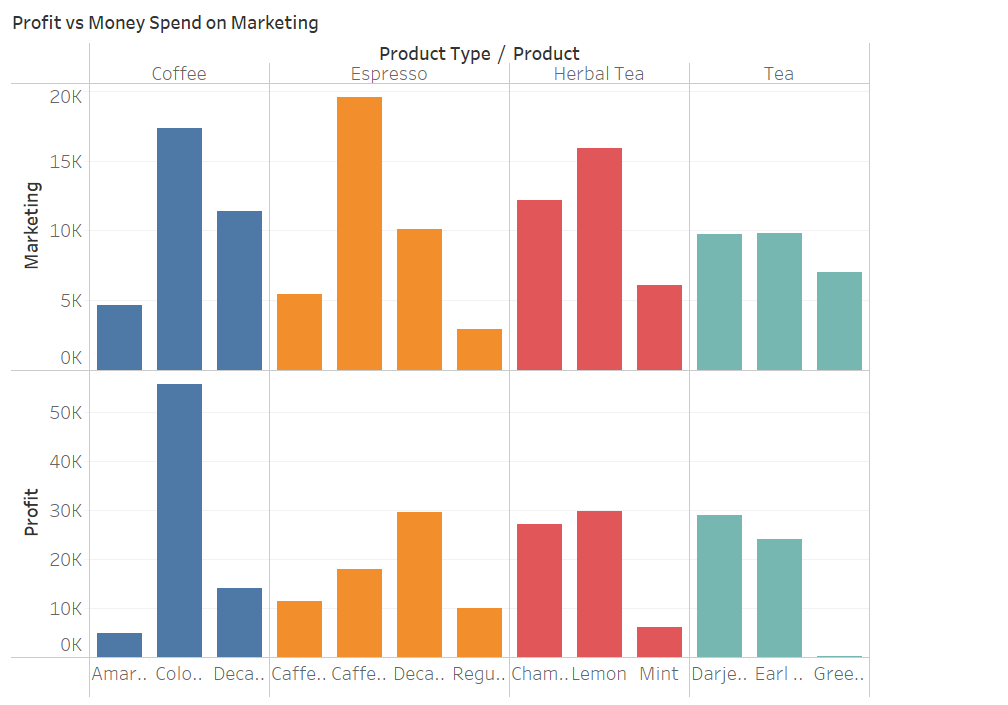 Profit vs Money Spend on Marketing
Product Type / Product
Coffee Espresso Herbal Tea Tea
20K
15K
10K
5K
0K
Marketing
50K
40K
30K
20K
10K
0K
Profit
Amar.. Colo.. Deca.. Caffe.. Caffe.. Deca.. Regu.. Cham.. Lemon Mint Darje.. Earl .. Gree..